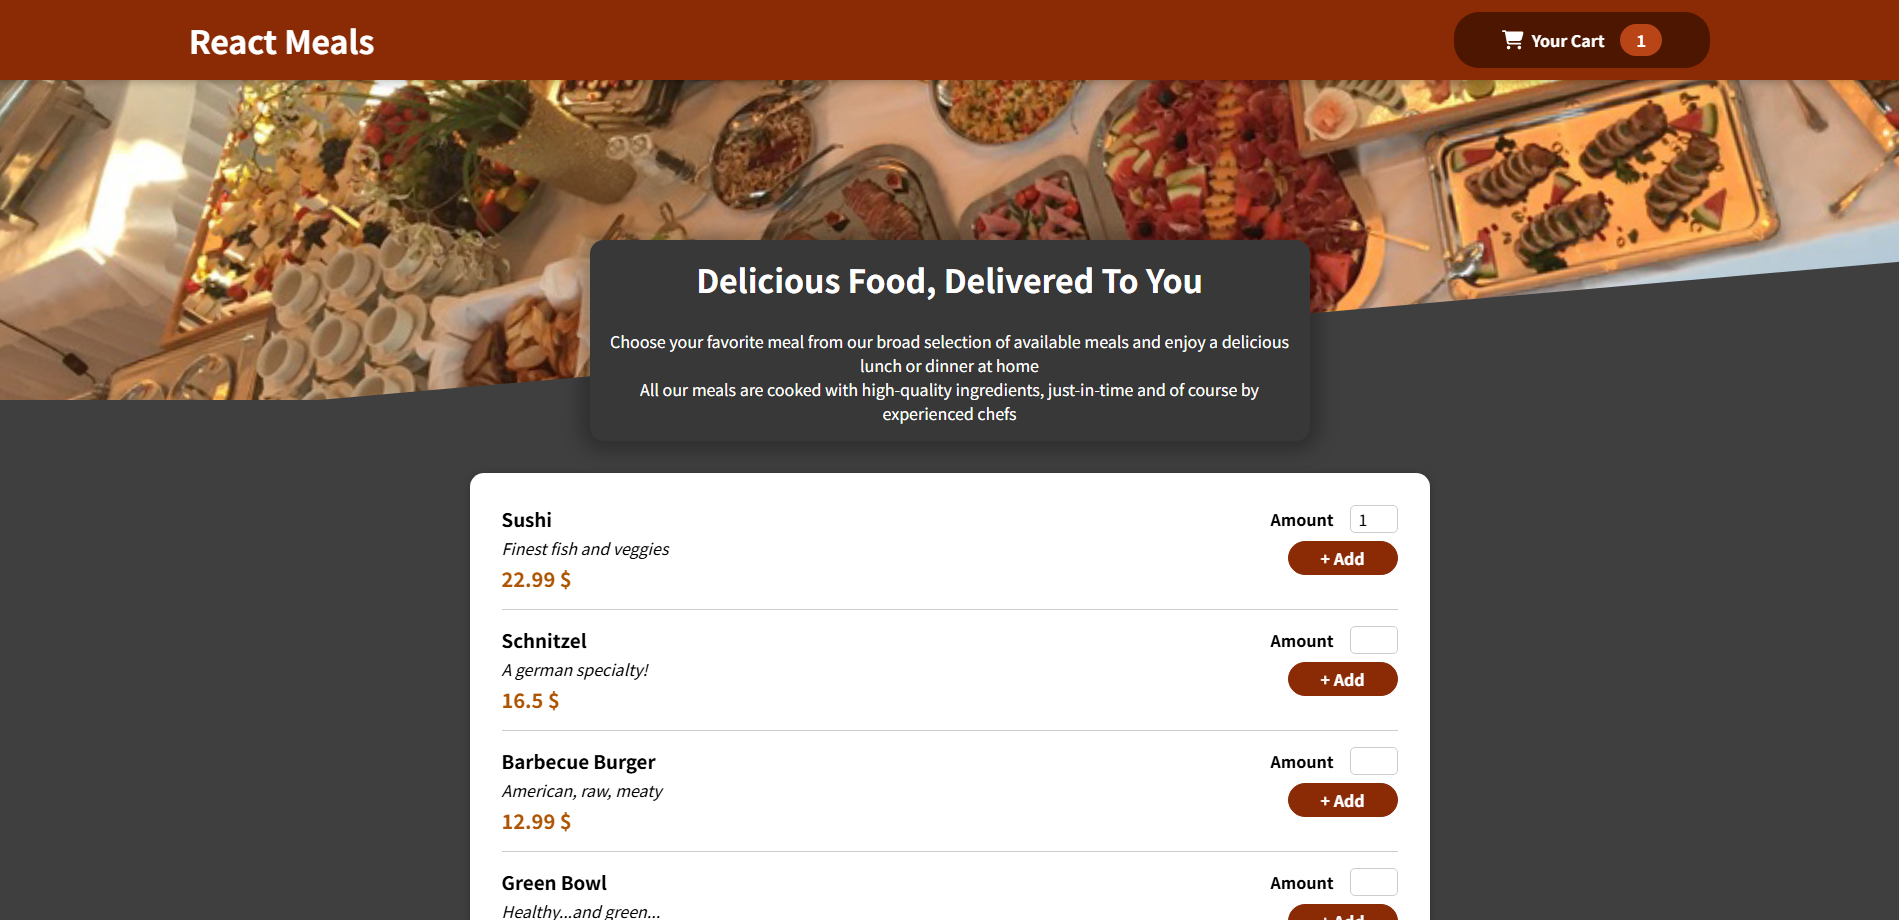 React Meals
Your Cart 1
Delicious Food, Delivered To You
Choose your favorite meal from our broad selection of available meals and enjoy a delicious
lunch or dinner at home
All our meals are cooked with high-quality ingredients, just-in-time and of course by
experienced chefs
Sushi
Finest fish and veggies
22.99 $
Amount 1
+ Add
Schnitzel
A german specialty!
16.5 $
Amount
+ Add
Barbecue Burger
American, raw, meaty
12.99 $
Amount
+ Add
Green Bowl
Healthy...and green...
Amount
+ Add